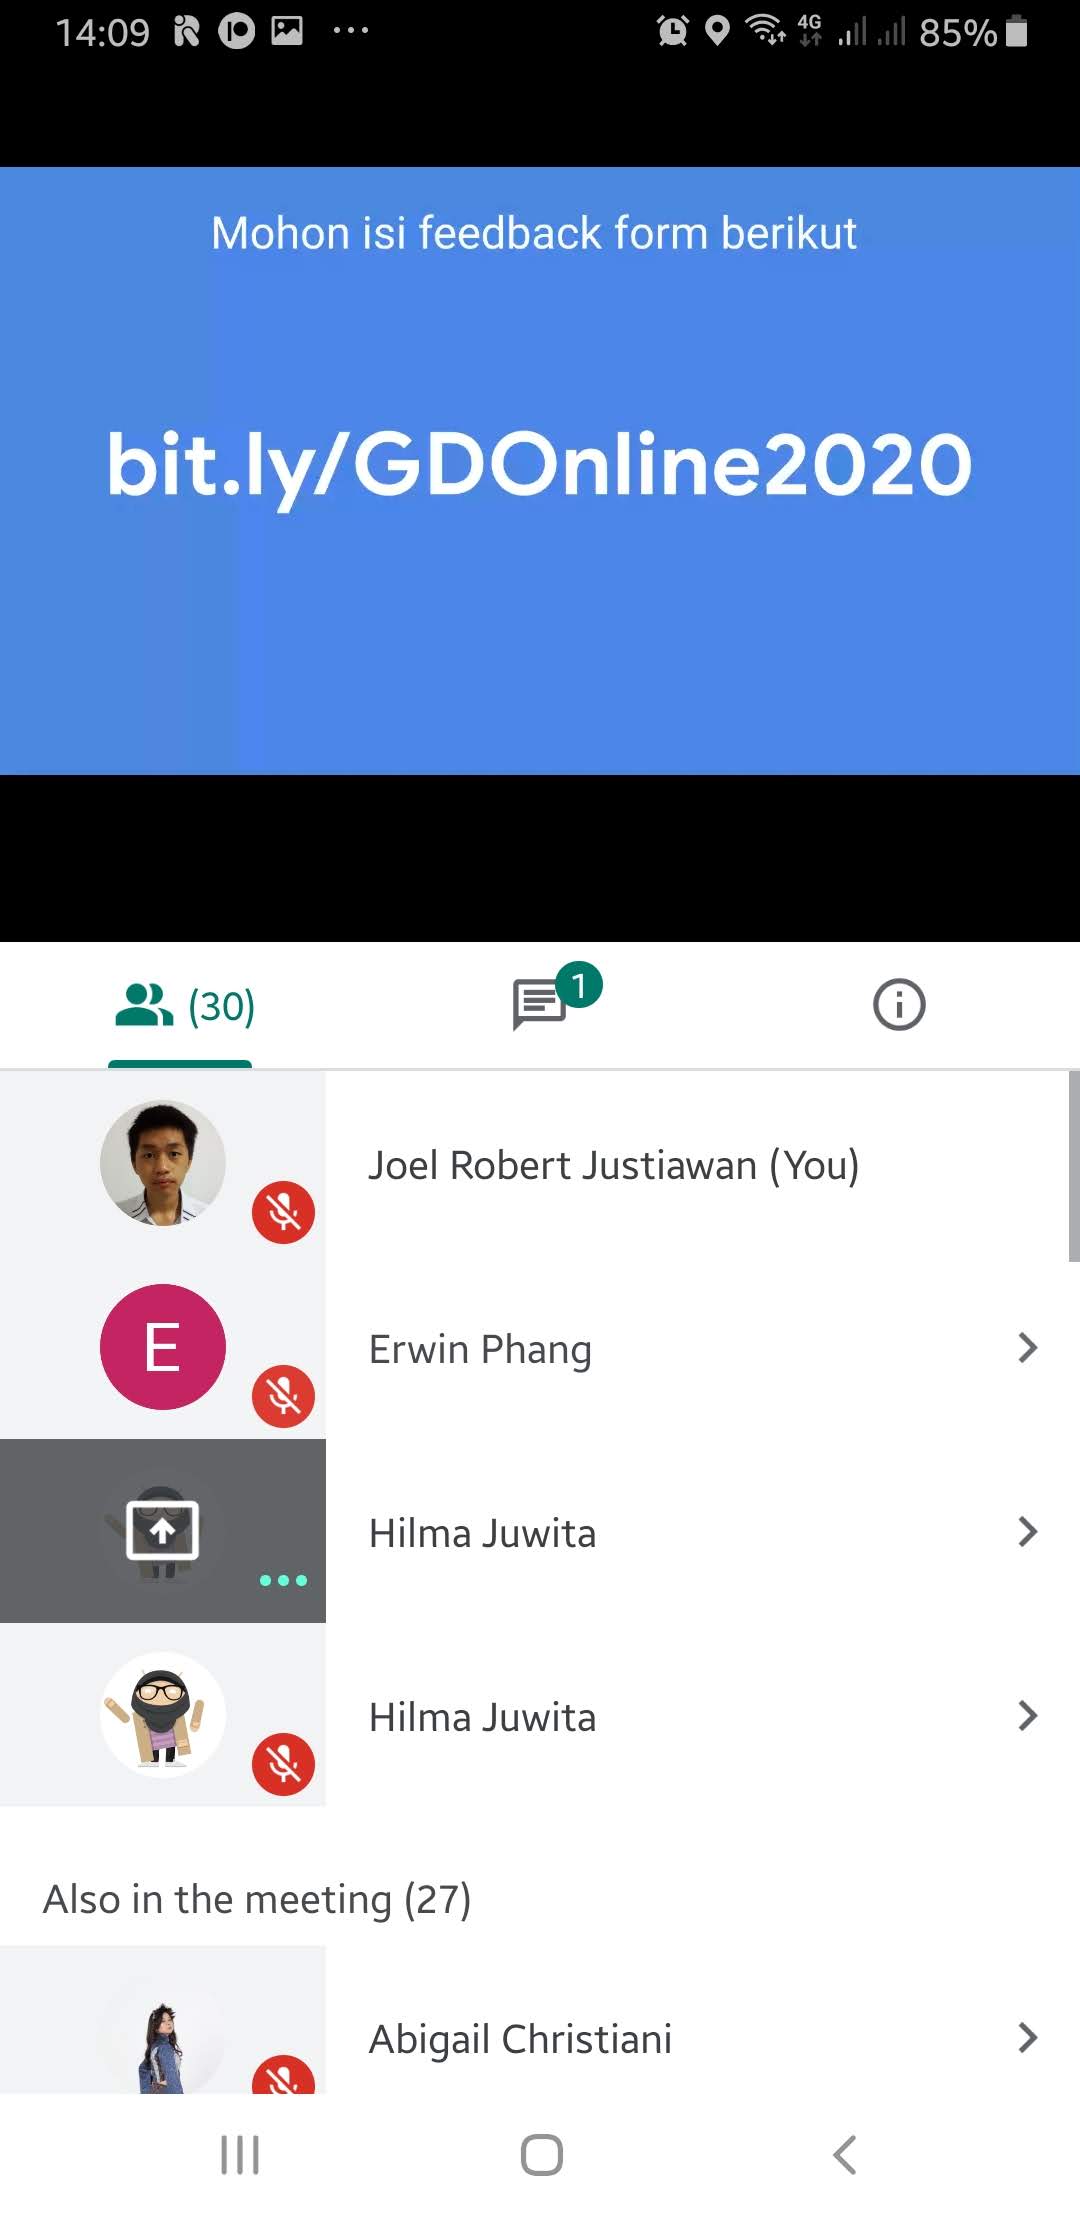 14:09
4G
85%
Mohon isi feedback form berikut
bit.ly/GDOnline2020
(30)
1
Joel Robert Justiawan (You)
E
Erwin Phang
Hilma Juwita
Hilma Juwita
Also in the meeting (27)
Abigail Christiani